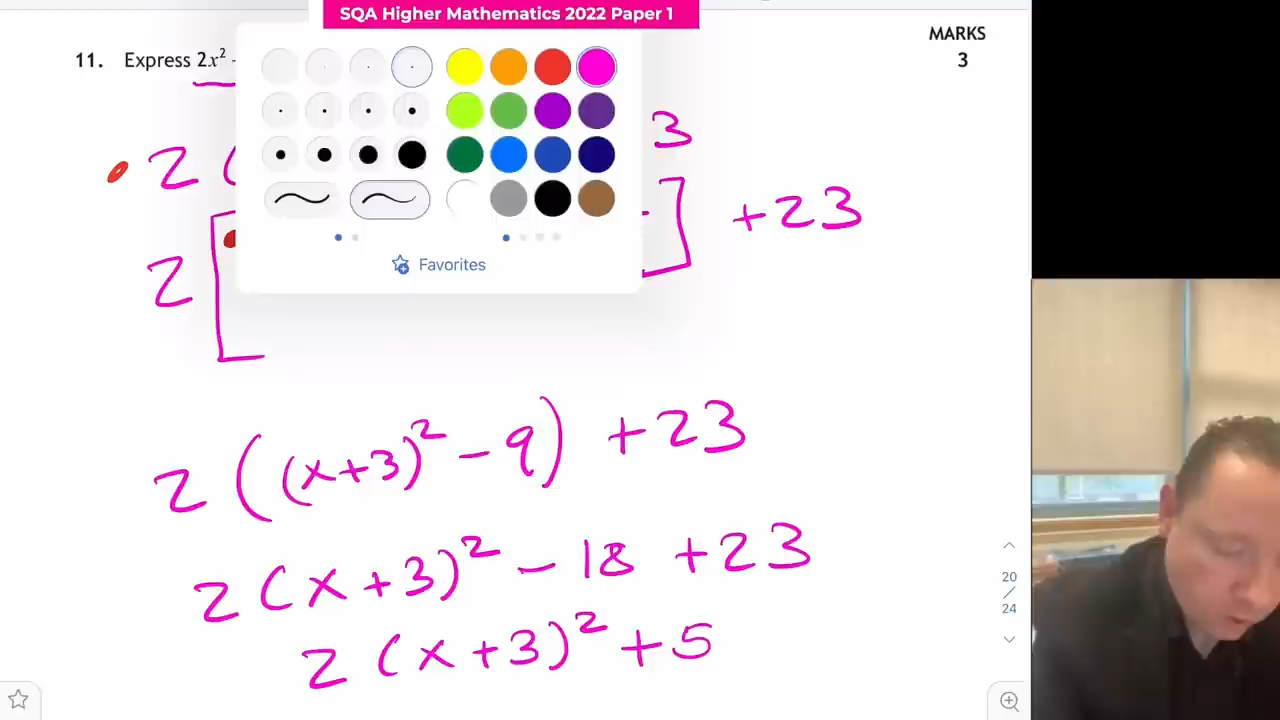 SQA Higher Mathematics 2022 Paper 1
MARKS
11. Express 2x²
3
2 (
3
2 [ ] +23
Favorites
2 ((x+3)² - 9) +23
2 (x+3)² - 18 +23
20
24
2 (x+3)² +5